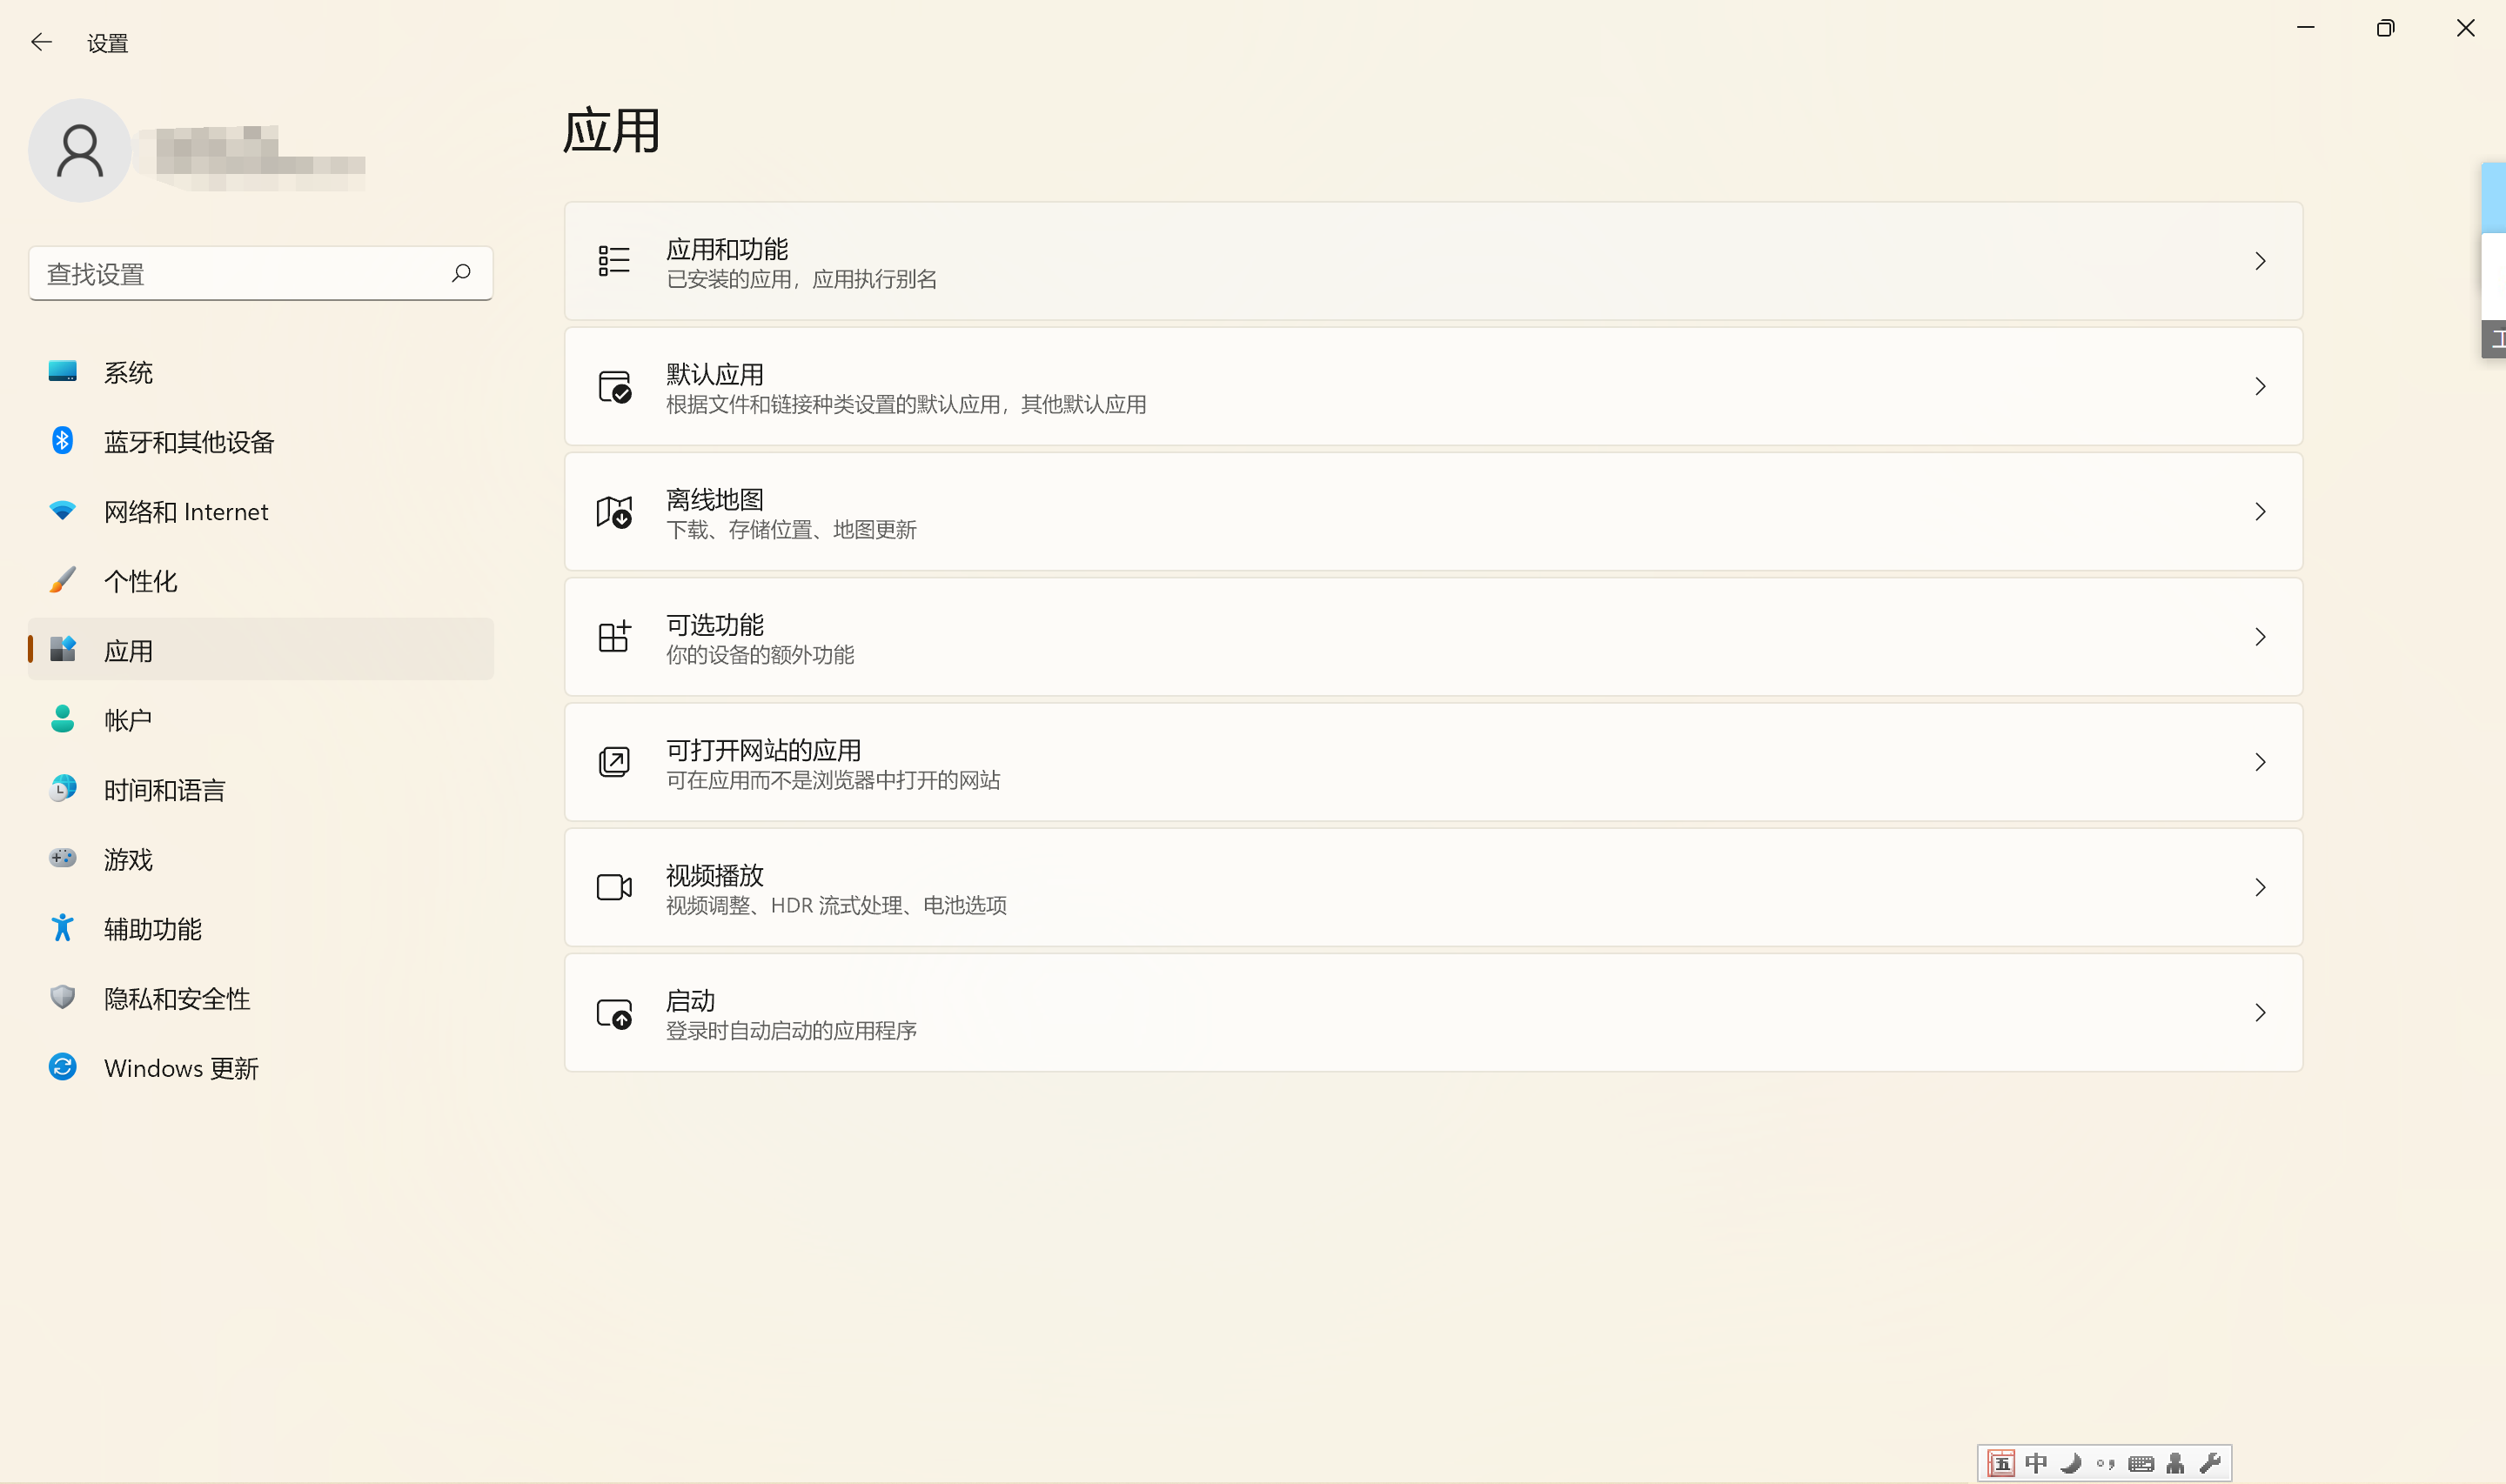 设置
查找设置
系统
蓝牙和其他设备
网络和 Internet
个性化
应用
帐户
时间和语言
游戏
辅助功能
隐私和安全性
Windows 更新
应用
应用和功能
已安装的应用，应用执行别名
默认应用
根据文件和链接种类设置的默认应用，其他默认应用
离线地图
下载、存储位置、地图更新
可选功能
你的设备的额外功能
可打开网站的应用
可在应用而不是浏览器中打开的网站
视频播放
视频调整、HDR 流式处理、电池选项
启动
登录时自动启动的应用程序
五 中